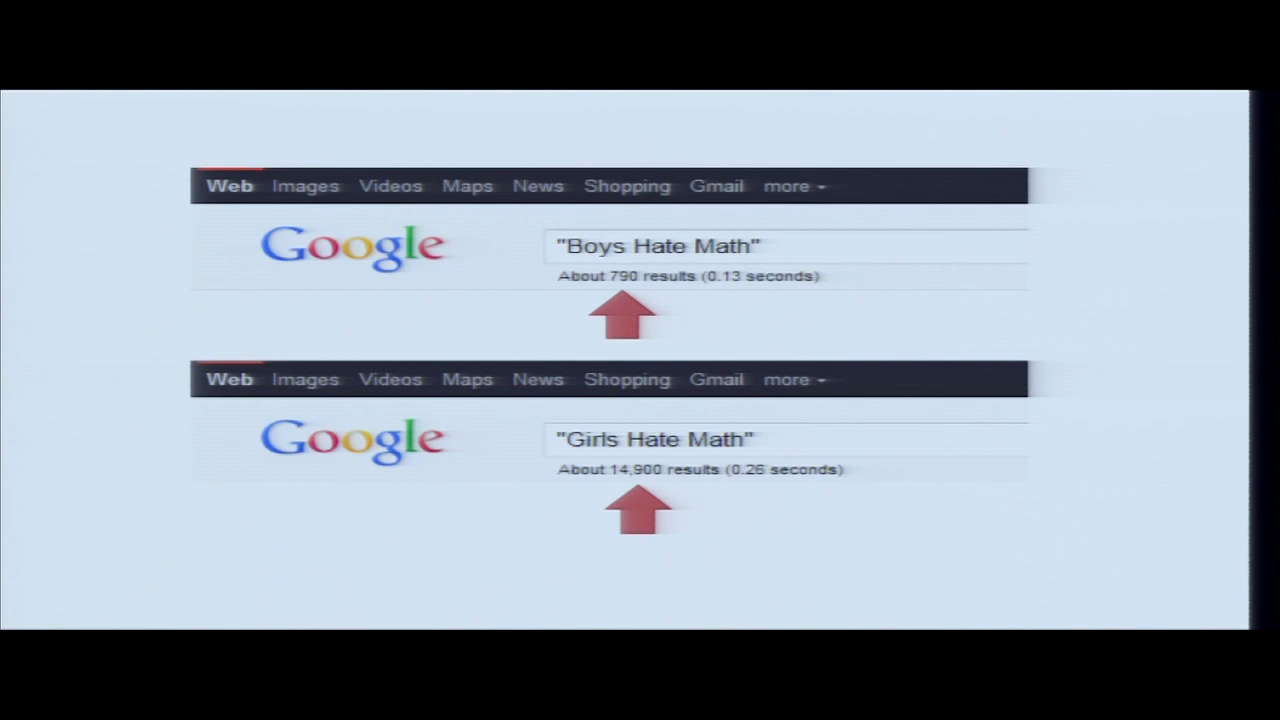 Web Images Videos Maps News Shopping Gmail more
Google "Boys Hate Math"
About 790 results (0.13 seconds)
Web Images Videos Maps News Shopping Gmail more
Google "Girls Hate Math"
About 14,900 results (0.26 seconds)